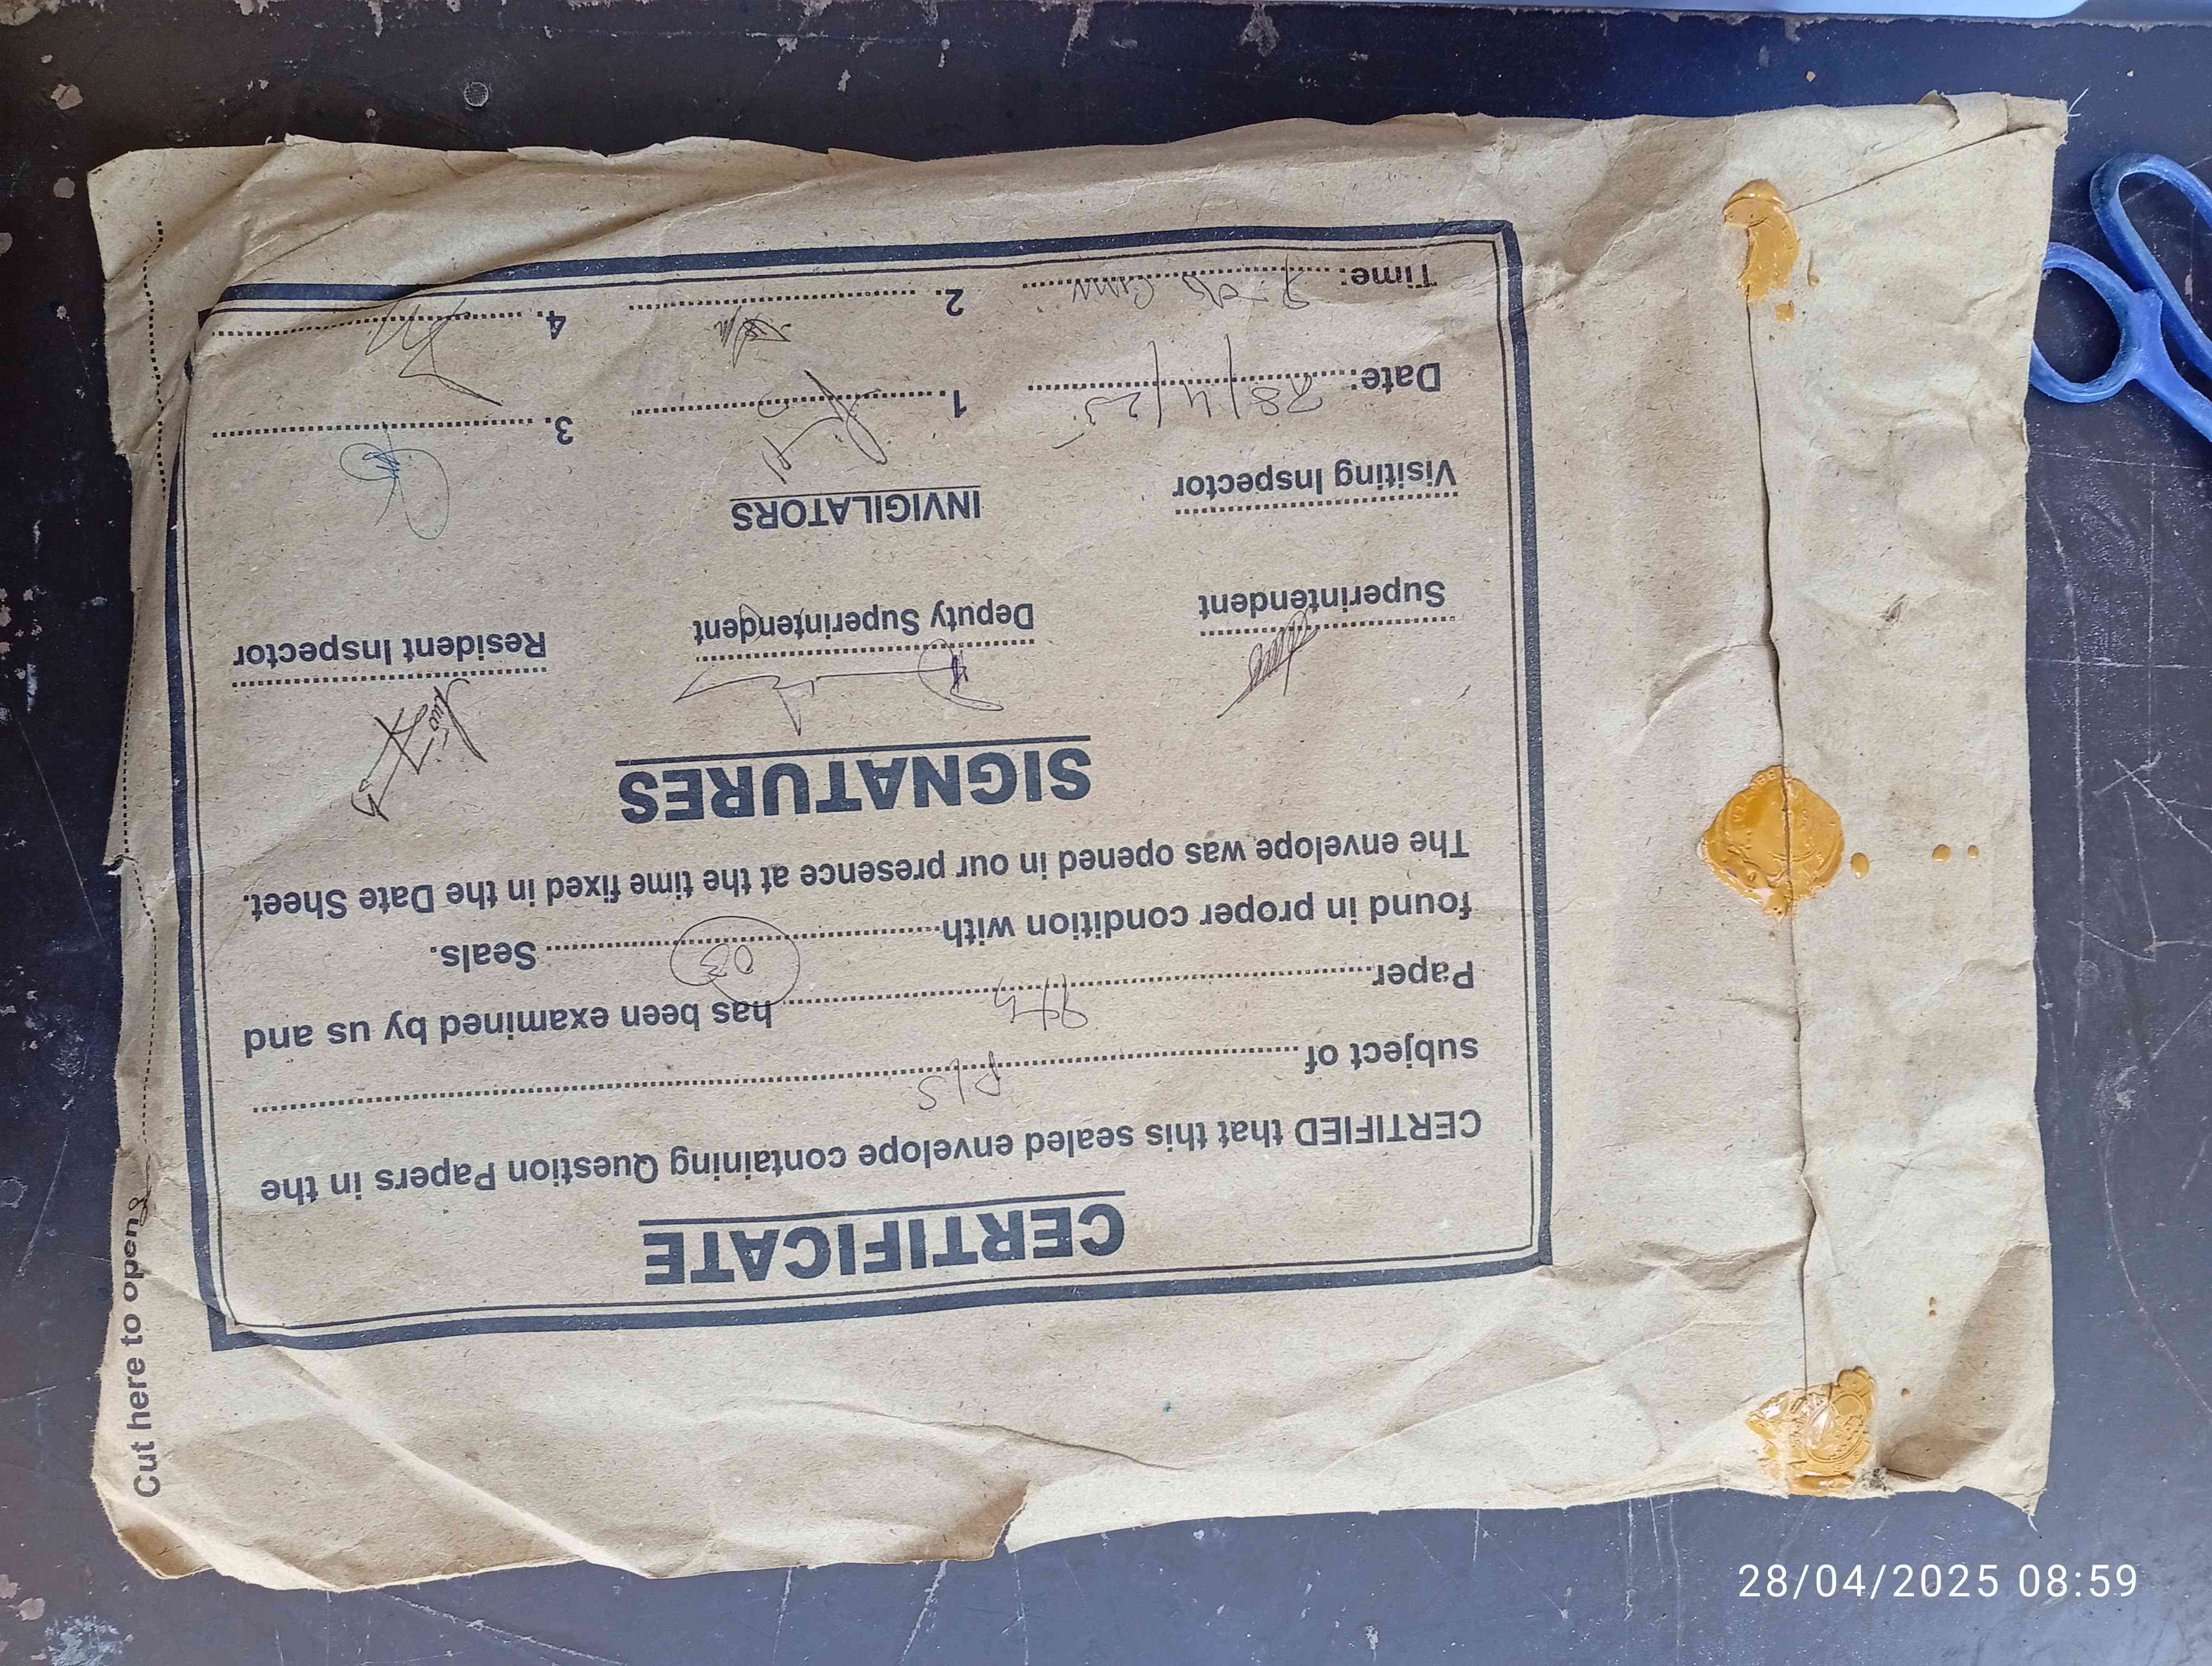 CERTIFICATE
CERTIFIED that this sealed envelope containing Question Papers in the
subject of P/S
Paper 9th has been examined by us and
found in proper condition with 03 Seals.
The envelope was opened in our presence at the time fixed in the Date Sheet.
SIGNATURES
Superintendent Deputy Superintendent Resident Inspector
Visiting Inspector INVIGILATORS
Date: 28/4/25 1. 3.
Time: 2. 4.
Cut here to open
28/04/2025 08:59